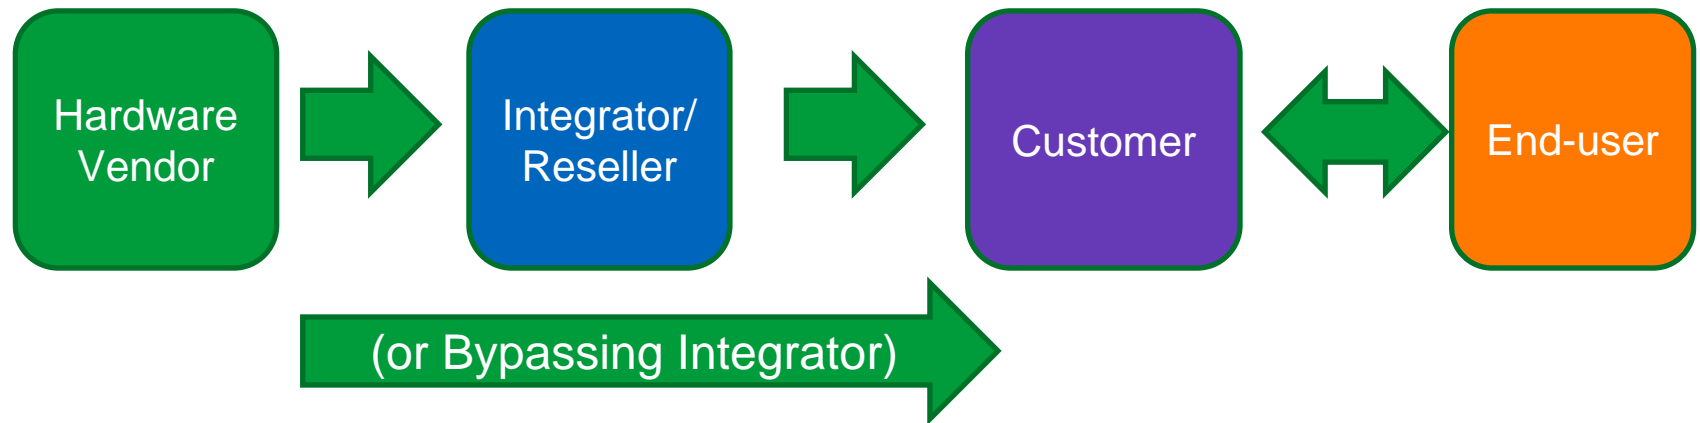 Hardware
Vendor
Integrator/
Reseller
Customer
End-user
(or Bypassing Integrator)